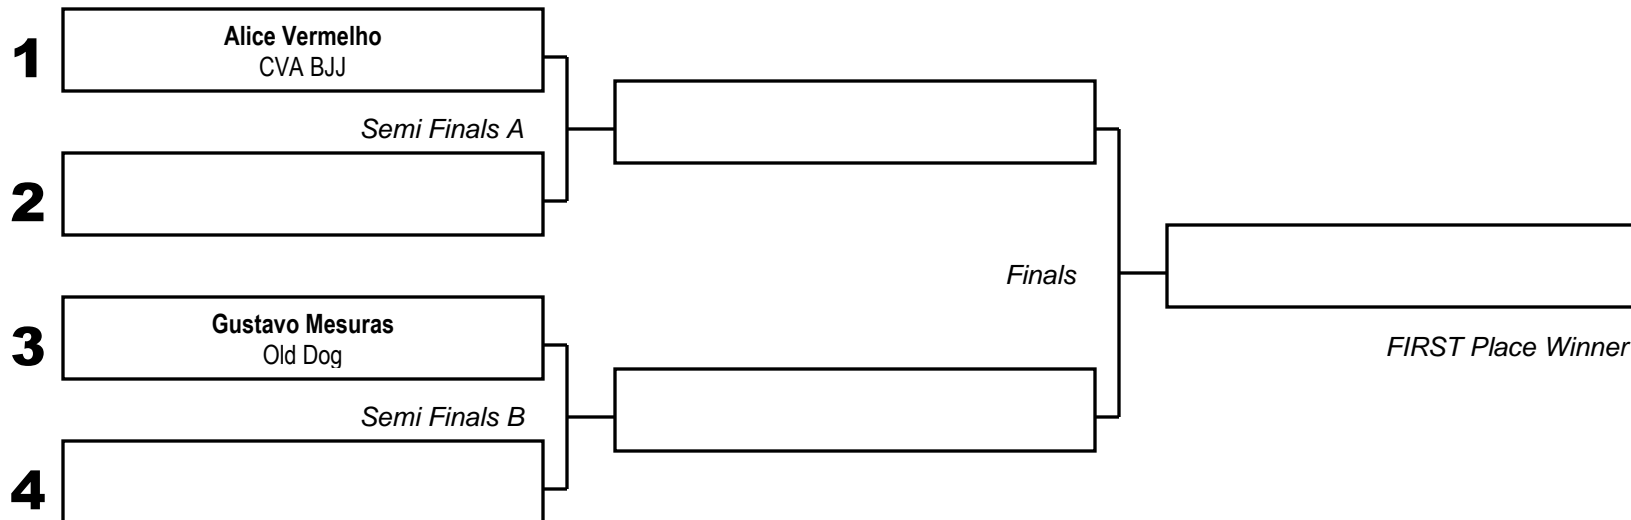 1
Alice Vermelho
CVA BJJ
Semi Finals A
2
Finals
3
Gustavo Mesuras
Old Dog
FIRST Place Winner
Semi Finals B
4